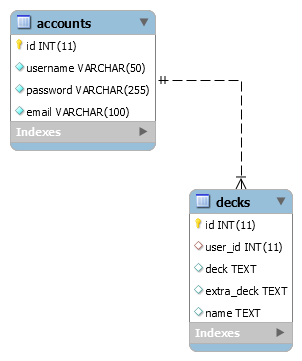 accounts
id INT(11)
username VARCHAR(50)
password VARCHAR(255)
email VARCHAR(100)
Indexes
decks
id INT(11)
user_id INT(11)
deck TEXT
extra_deck TEXT
name TEXT
Indexes